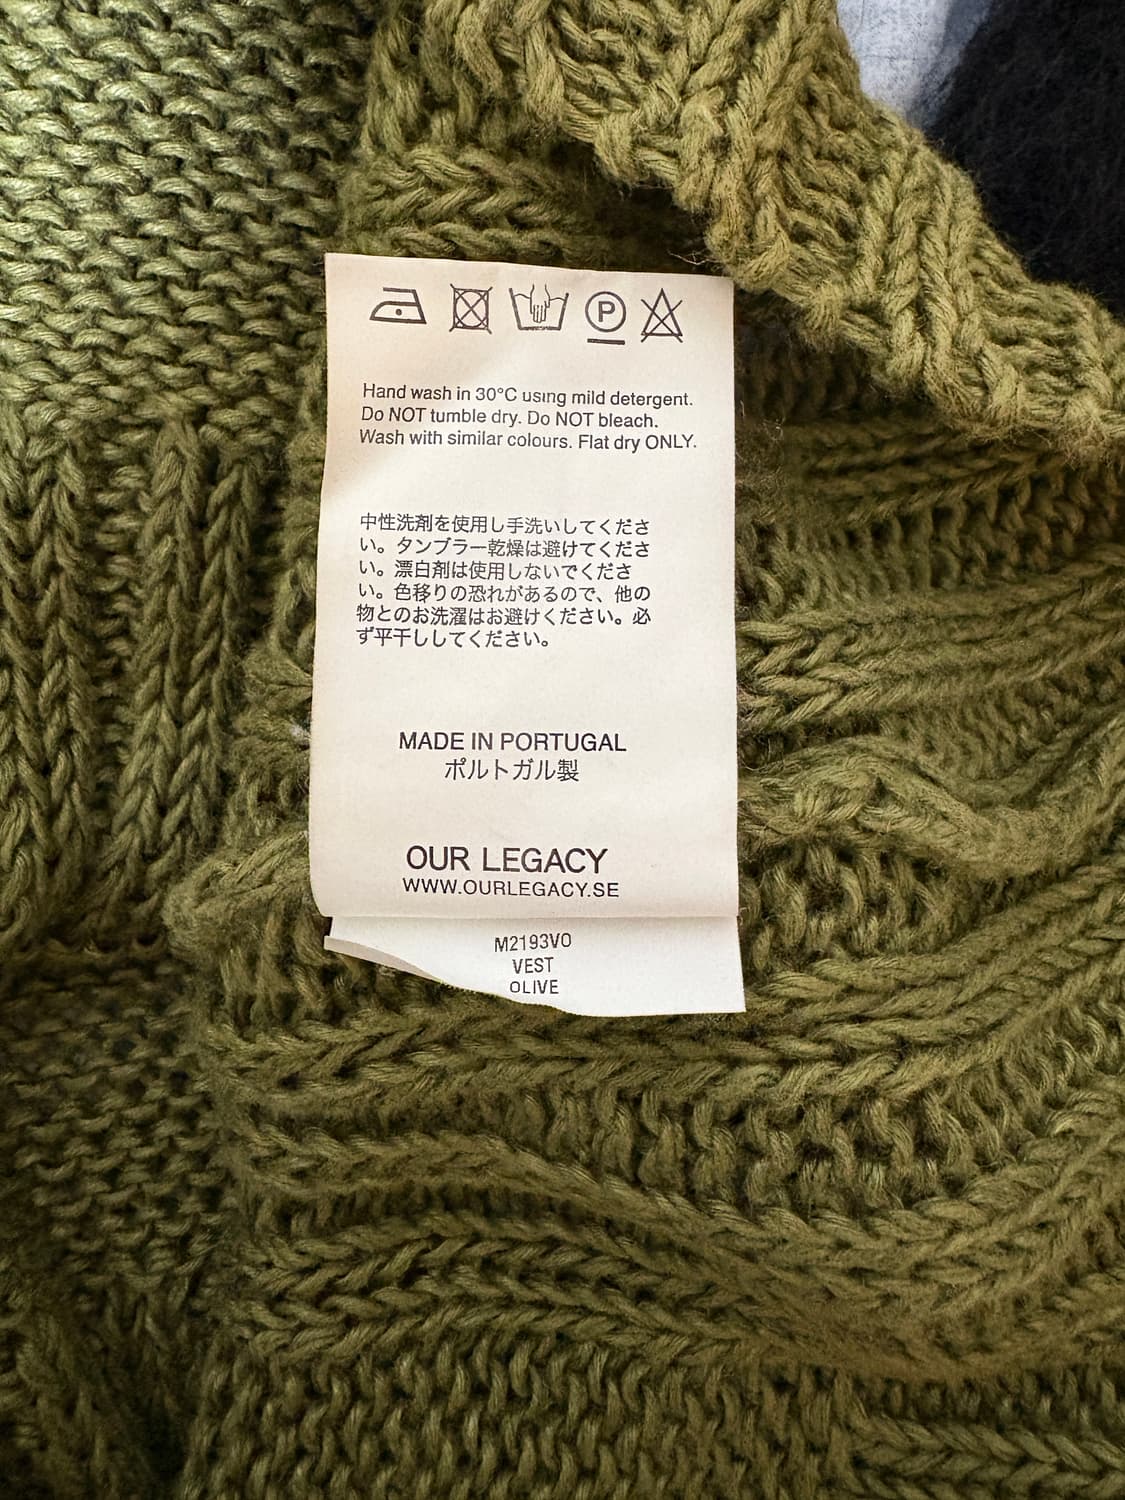 P
Hand wash in 30°C using mild detergent.
Do NOT tumble dry. Do NOT bleach.
Wash with similar colours. Flat dry ONLY.
中性洗剤を使用し手洗いしてくださ
い。タンブラー乾燥は避けてくださ
い。漂白剤は使用しないでくださ
い。色移りの恐れがあるので、他の
物とのお洗濯はお避けください。必
ず平干ししてください。
MADE IN PORTUGAL
ポルトガル製
OUR LEGACY
WWW.OURLEGACY.SE
M2193VO
VEST
OLIVE